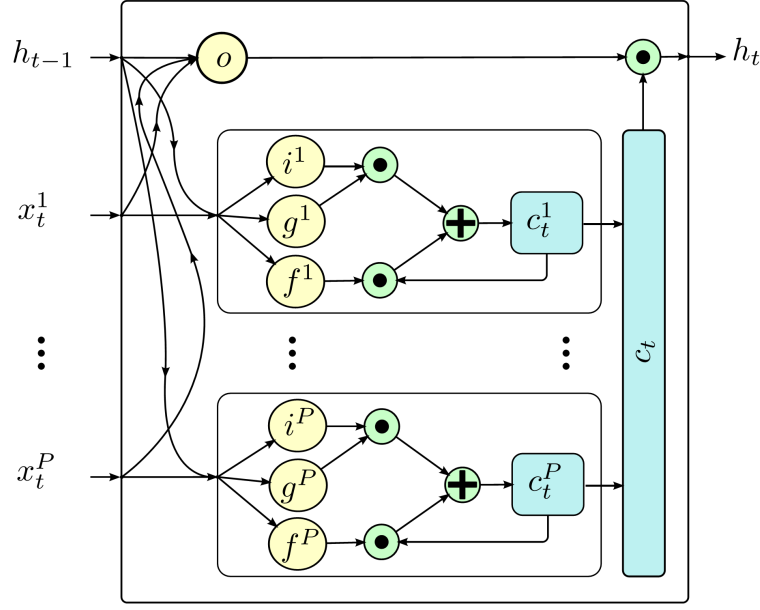 h_{t-1}
o
h_t
i^1
x_t^1
g^1
c_t^1
f^1
c_t
i^P
x_t^P
g^P
c_t^P
f^P